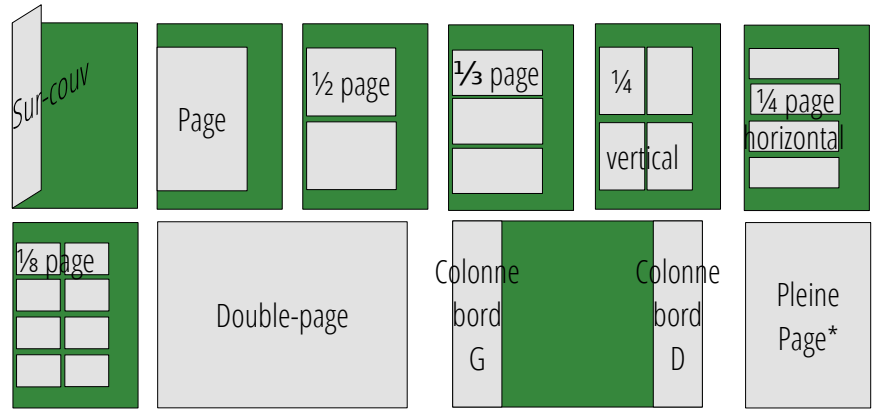 Sur-couv
Page
½ page
⅓ page
¼
vertical
¼ page
horizontal
⅛ page
Double-page
Colonne
bord
G
Colonne
bord
D
Pleine
Page*